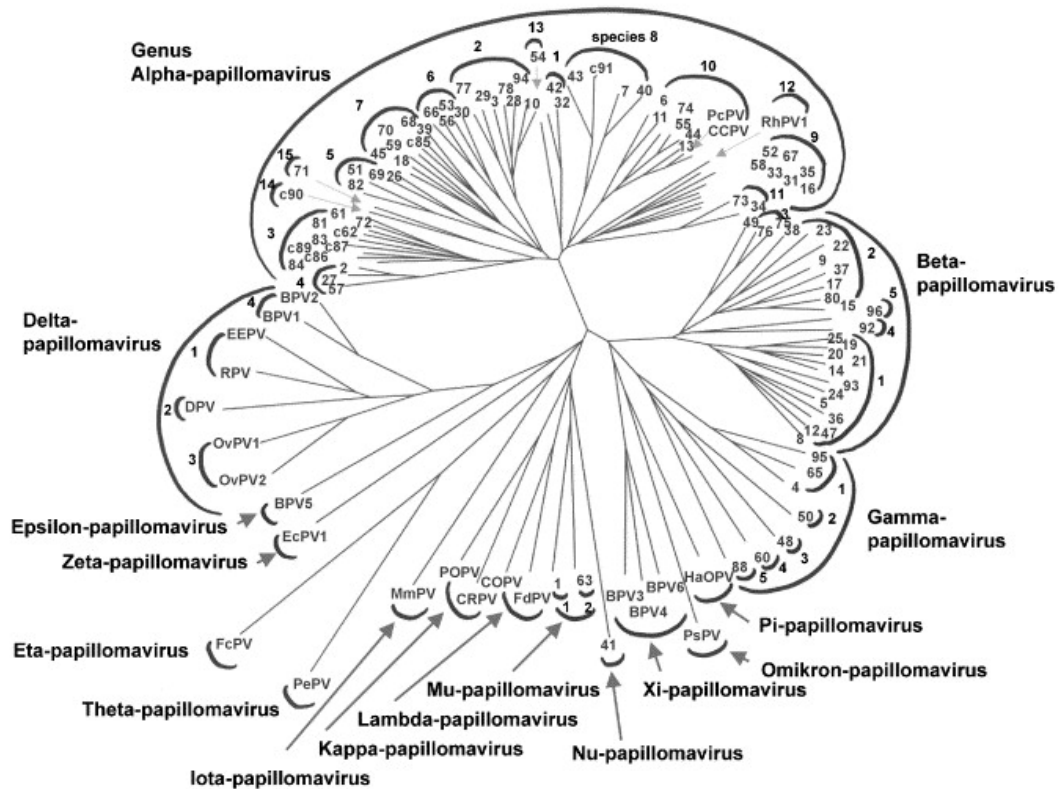 Genus
Alpha-papillomavirus
13
54
2
94
77
78
29
3
28
10
1
42
32
species 8
43
c91
7
40
10
6
11
74
55
44
13
PcPV
CCPV
12
RhPV1
9
52
67
58
33
31
35
16
11
73
34
6
53
66
56
30
7
70
68
59
39
45
c85
18
5
51
82
69
26
15
71
14
c90
3
61
81
72
83
c62
c89
c87
c86
84
4
2
27
57
Delta-
papillomavirus
4
BPV2
BPV1
1
EEPV
RPV
2
DPV
3
OvPV1
OvPV2
Beta-
papillomavirus
3
49
75
76
38
23
22
2
9
37
17
80
15
5
96
92
4
25
19
20
21
14
1
93
24
5
36
12
47
8
Gamma-
papillomavirus
95
65
4
1
50
2
48
3
60
4
88
5
Epsilon-papillomavirus
BPV5
Zeta-papillomavirus
EcPV1
Eta-papillomavirus
FcPV
Theta-papillomavirus
PePV
Iota-papillomavirus
MmPV
Kappa-papillomavirus
POPV
CRPV
Lambda-papillomavirus
COPV
FdPV
Mu-papillomavirus
1
63
1
2
Nu-papillomavirus
41
Xi-papillomavirus
BPV3
BPV6
BPV4
Omikron-papillomavirus
PsPV
Pi-papillomavirus
HaOPV